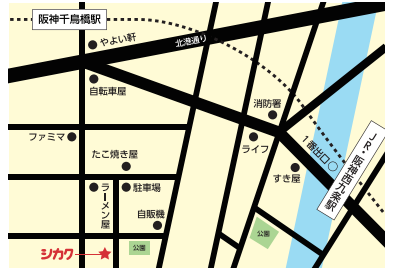 阪神千鳥橋駅
やよい軒
北港通り
自転車屋
消防署
ファミマ
ライフ
1番出口
JR・阪神西九条駅
たこ焼き屋
すき屋
ラーメン屋
駐車場
自販機
公園
公園
シカク